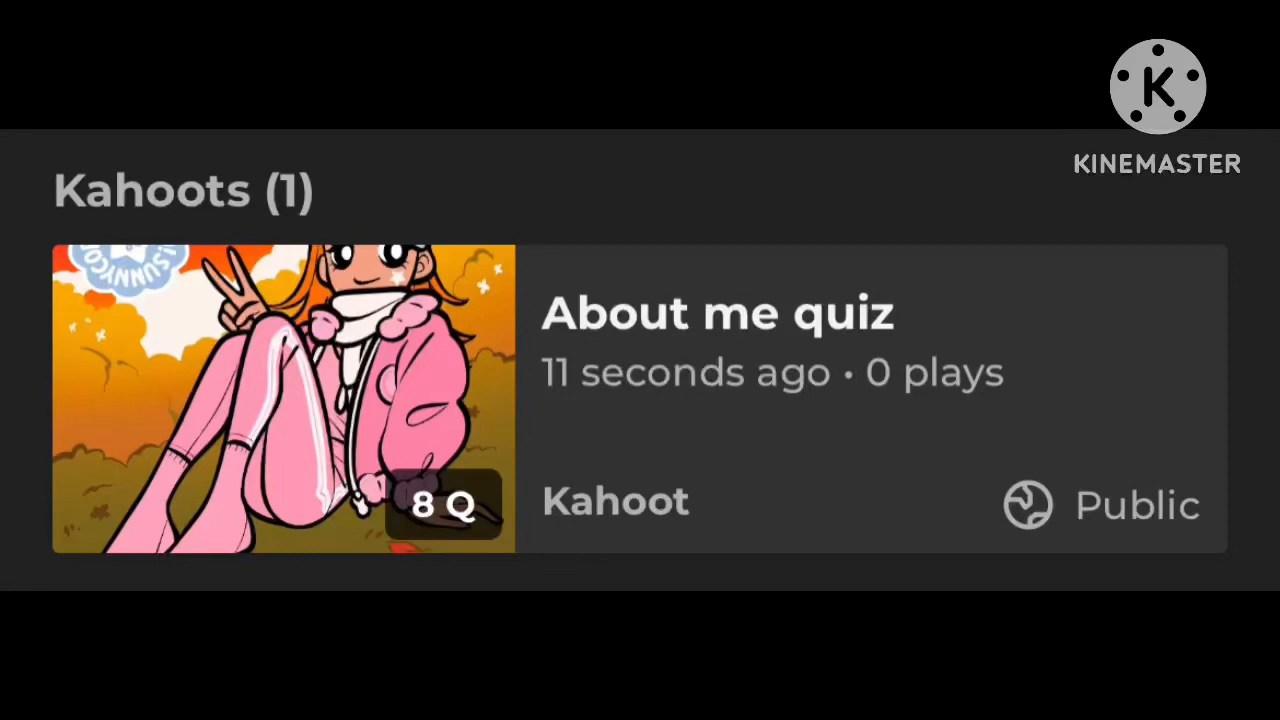 K
KINEMASTER
Kahoots (1)
About me quiz
11 seconds ago • 0 plays
8 Q
Kahoot
Public